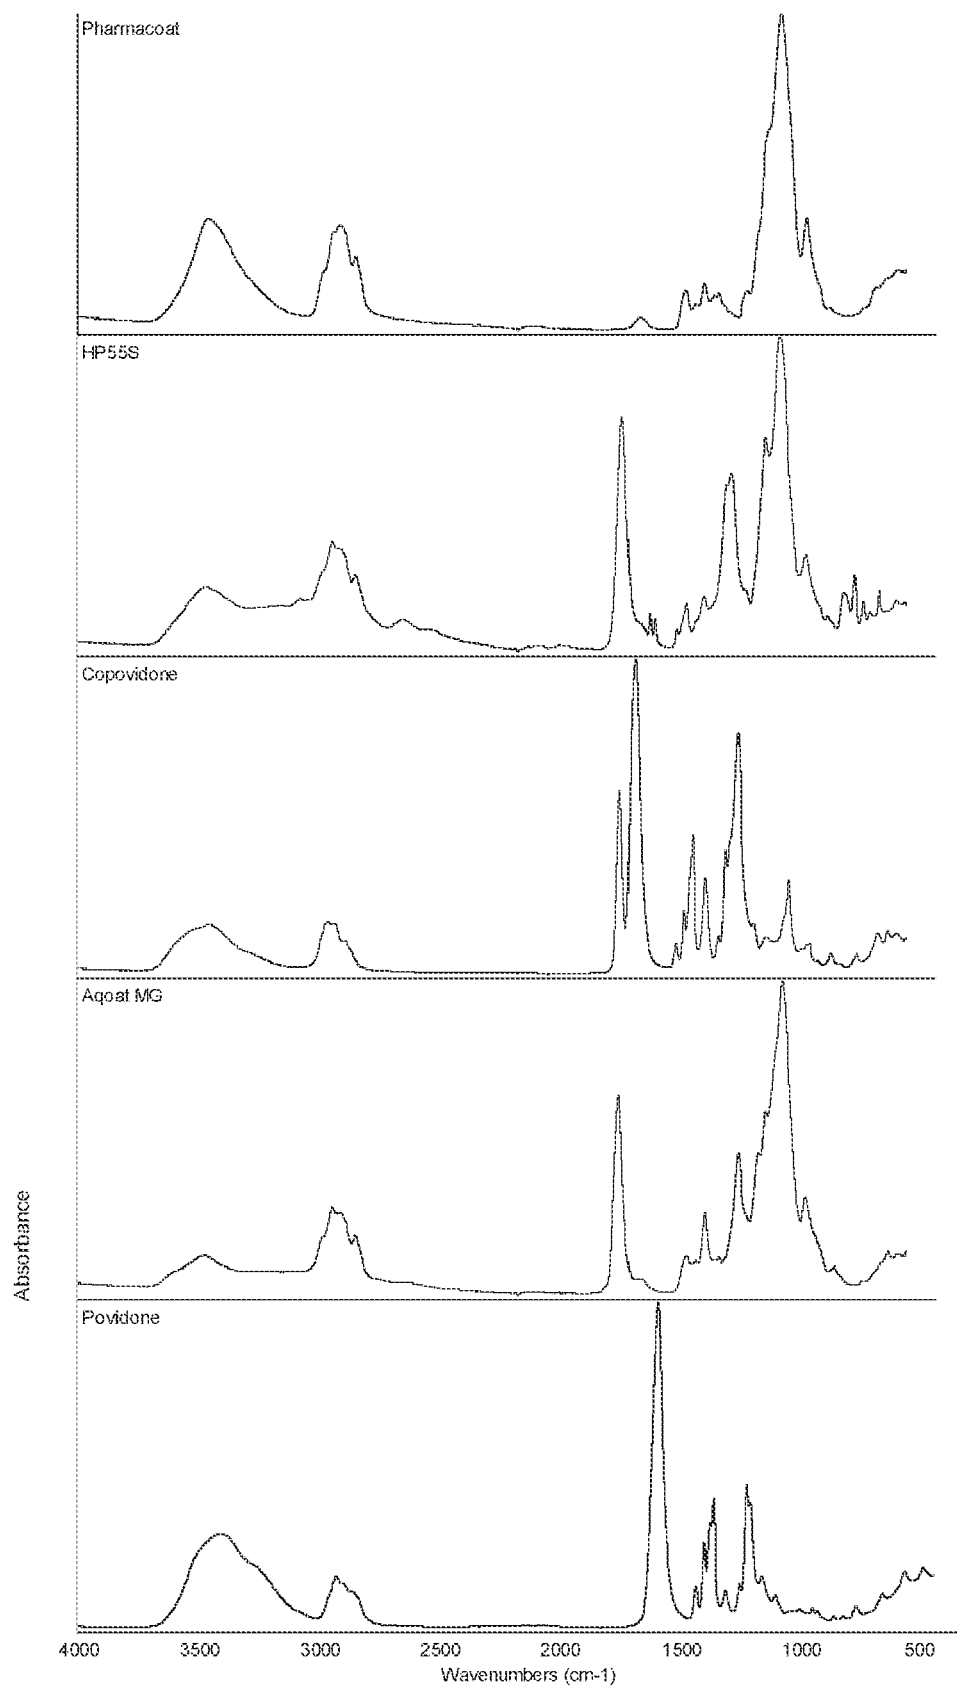 Pharmacoat
HP55S
Copovidone
Aqoat MG
Absorbance
Povidone
4000 3500 3000 2500 2000 1500 1000 500
Wavenumbers (cm-1)